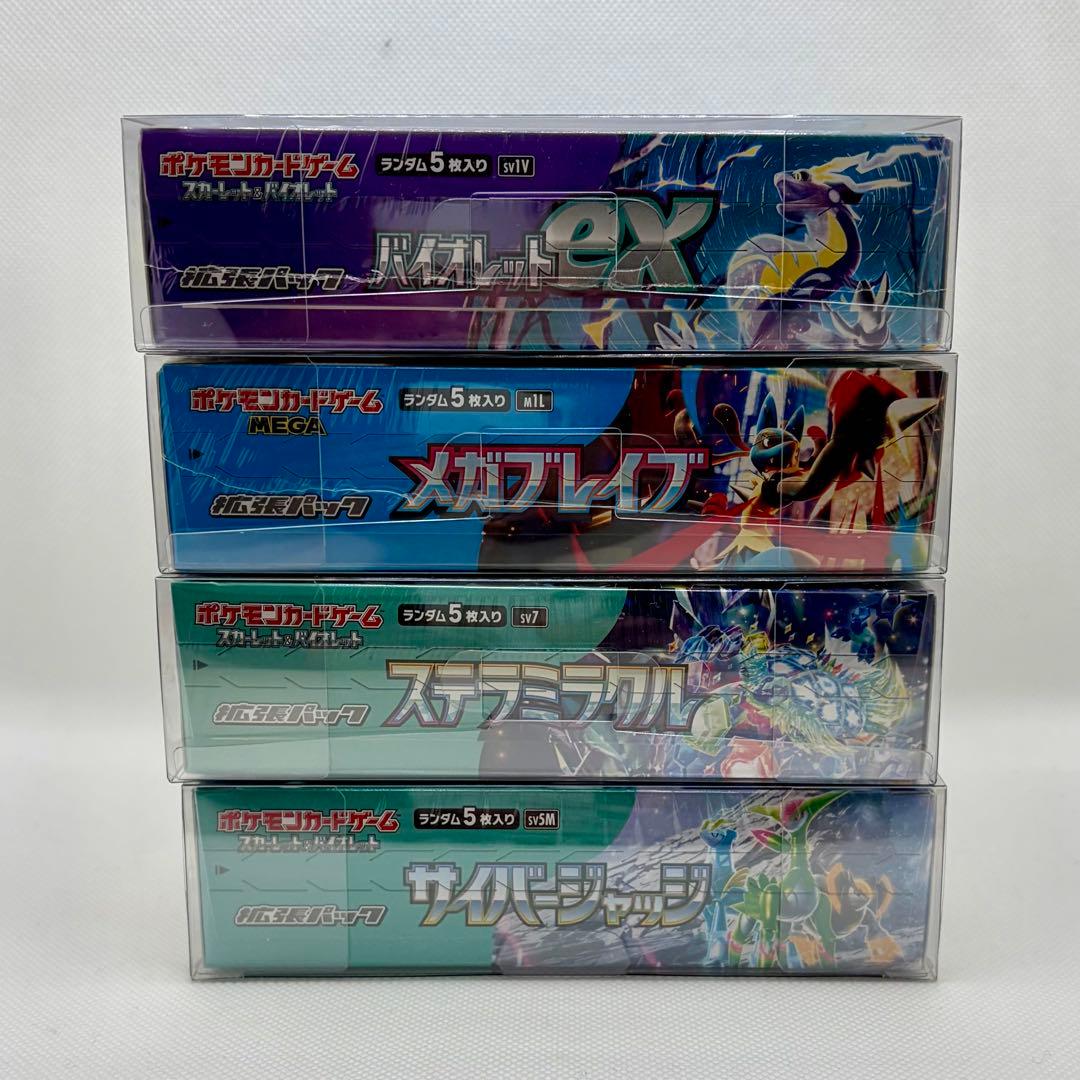 ポケモンカードゲーム
スカーレット&バイオレット
ランダム5枚入り SV1V
バイオレットex
拡張パック
ポケモンカードゲーム
MEGA
ランダム5枚入り M1L
メガブレイブ
拡張パック
ポケモンカードゲーム
スカーレット&バイオレット
ランダム5枚入り SV7
ステラミラクル
拡張パック
ポケモンカードゲーム
スカーレット&バイオレット
ランダム5枚入り SV5M
サイバージャッジ
拡張パック